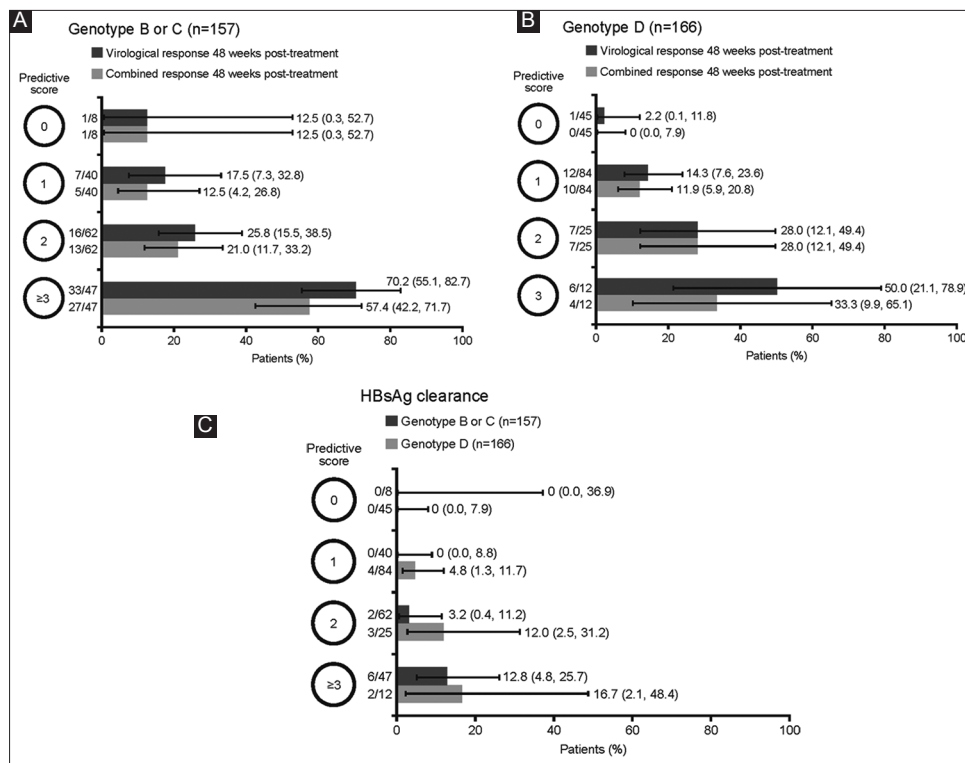 A
Genotype B or C (n=157)
Virological response 48 weeks post-treatment
Combined response 48 weeks post-treatment
Predictive
score
0
1/8
12.5 (0.3, 52.7)
1/8
12.5 (0.3, 52.7)
1
7/40
17.5 (7.3, 32.8)
5/40
12.5 (4.2, 26.8)
2
16/62
25.8 (15.5, 38.5)
13/62
21.0 (11.7, 33.2)
≥3
33/47
70.2 (55.1, 82.7)
27/47
57.4 (42.2, 71.7)
0 20 40 60 80 100
Patients (%)
B
Genotype D (n=166)
Virological response 48 weeks post-treatment
Combined response 48 weeks post-treatment
Predictive
score
0
1/45
2.2 (0.1, 11.8)
0/45
0 (0.0, 7.9)
1
12/84
14.3 (7.6, 23.6)
10/84
11.9 (5.9, 20.8)
2
7/25
28.0 (12.1, 49.4)
7/25
28.0 (12.1, 49.4)
3
6/12
50.0 (21.1, 78.9)
4/12
33.3 (9.9, 65.1)
0 20 40 60 80 100
Patients (%)
C
HBsAg clearance
Genotype B or C (n=157)
Genotype D (n=166)
Predictive
score
0
0/8
0 (0.0, 36.9)
0/45
0 (0.0, 7.9)
1
0/40
0 (0.0, 8.8)
4/84
4.8 (1.3, 11.7)
2
2/62
3.2 (0.4, 11.2)
3/25
12.0 (2.5, 31.2)
≥3
6/47
12.8 (4.8, 25.7)
2/12
16.7 (2.1, 48.4)
0 20 40 60 80 100
Patients (%)